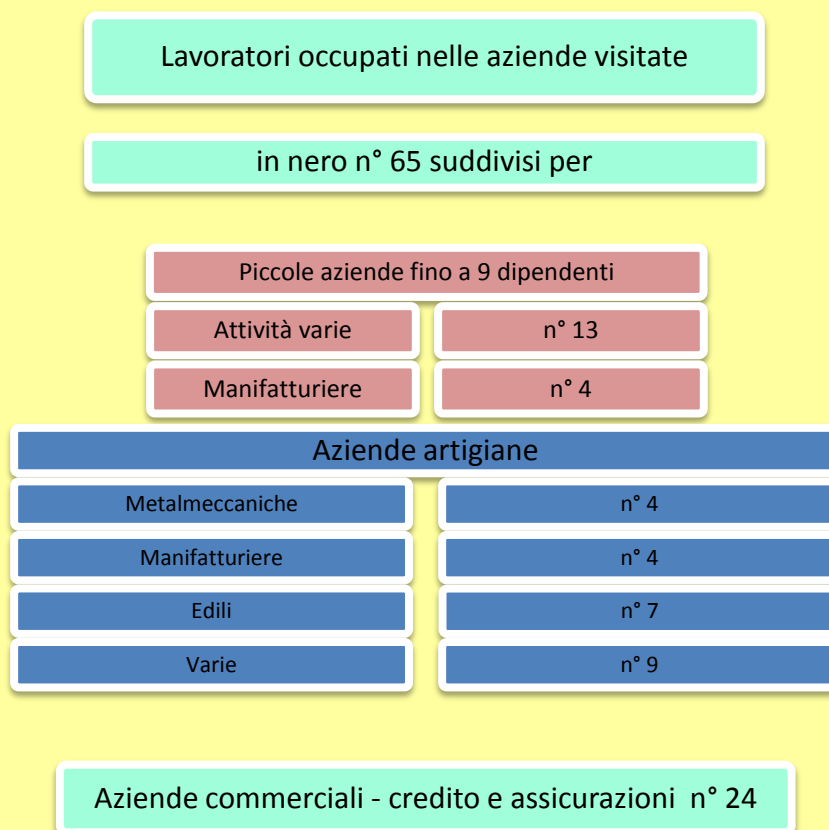 Lavoratori occupati nelle aziende visitate
in nero n° 65 suddivisi per
Piccole aziende fino a 9 dipendenti
Attività varie n° 13
Manifatturiere n° 4
Aziende artigiane
Metalmeccaniche n° 4
Manifatturiere n° 4
Edili n° 7
Varie n° 9
Aziende commerciali - credito e assicurazioni n° 24